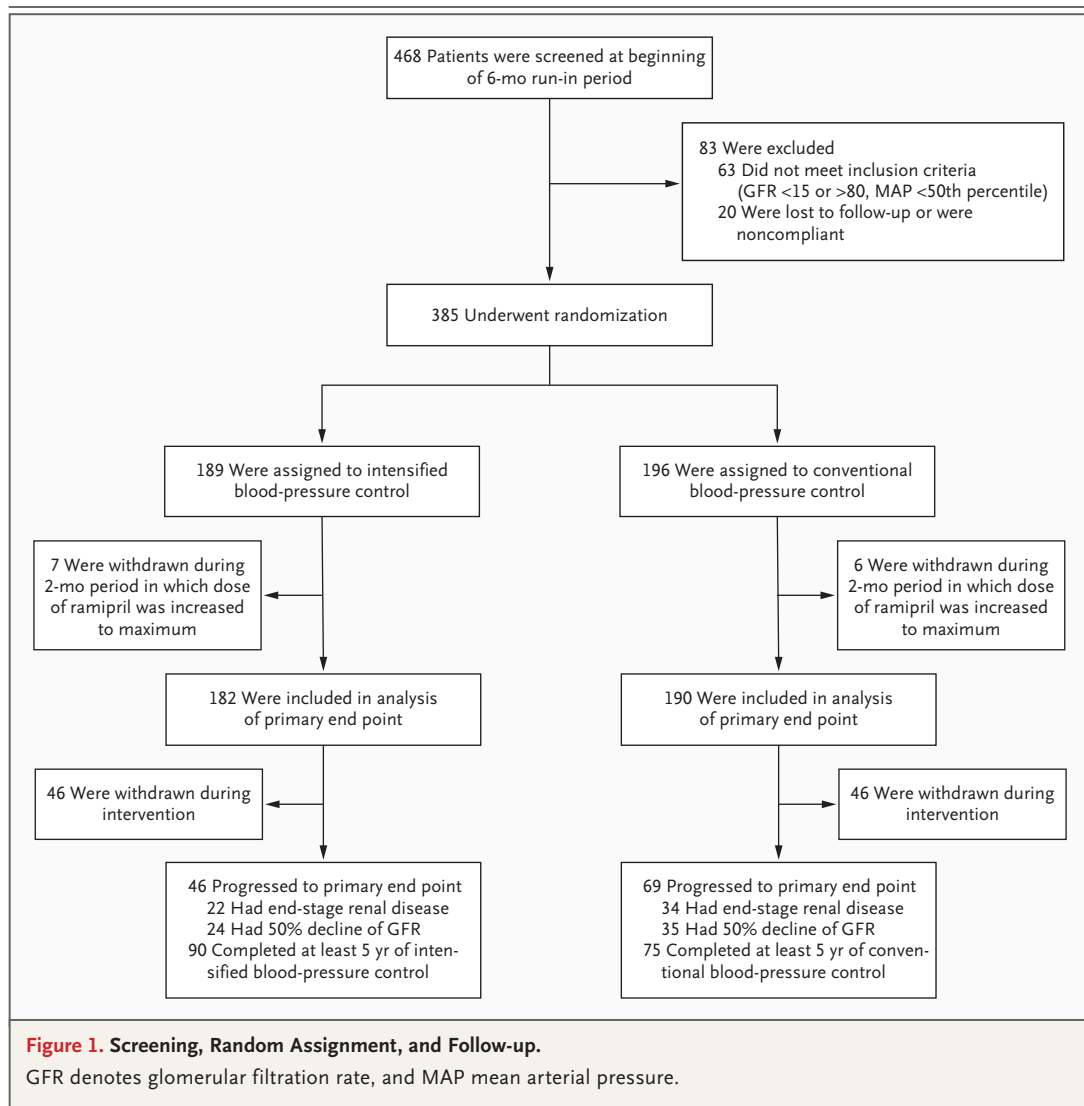 468 Patients were screened at beginning
of 6-mo run-in period
83 Were excluded
63 Did not meet inclusion criteria
(GFR <15 or >80, MAP <50th percentile)
20 Were lost to follow-up or were
noncompliant
385 Underwent randomization
189 Were assigned to intensified
blood-pressure control
196 Were assigned to conventional
blood-pressure control
7 Were withdrawn during
2-mo period in which dose
of ramipril was increased
to maximum
6 Were withdrawn during
2-mo period in which dose
of ramipril was increased
to maximum
182 Were included in analysis
of primary end point
190 Were included in analysis
of primary end point
46 Were withdrawn during
intervention
46 Were withdrawn during
intervention
46 Progressed to primary end point
22 Had end-stage renal disease
24 Had 50% decline of GFR
90 Completed at least 5 yr of inten-
sified blood-pressure control
69 Progressed to primary end point
34 Had end-stage renal disease
35 Had 50% decline of GFR
75 Completed at least 5 yr of conven-
tional blood-pressure control
Figure 1. Screening, Random Assignment, and Follow-up.
GFR denotes glomerular filtration rate, and MAP mean arterial pressure.